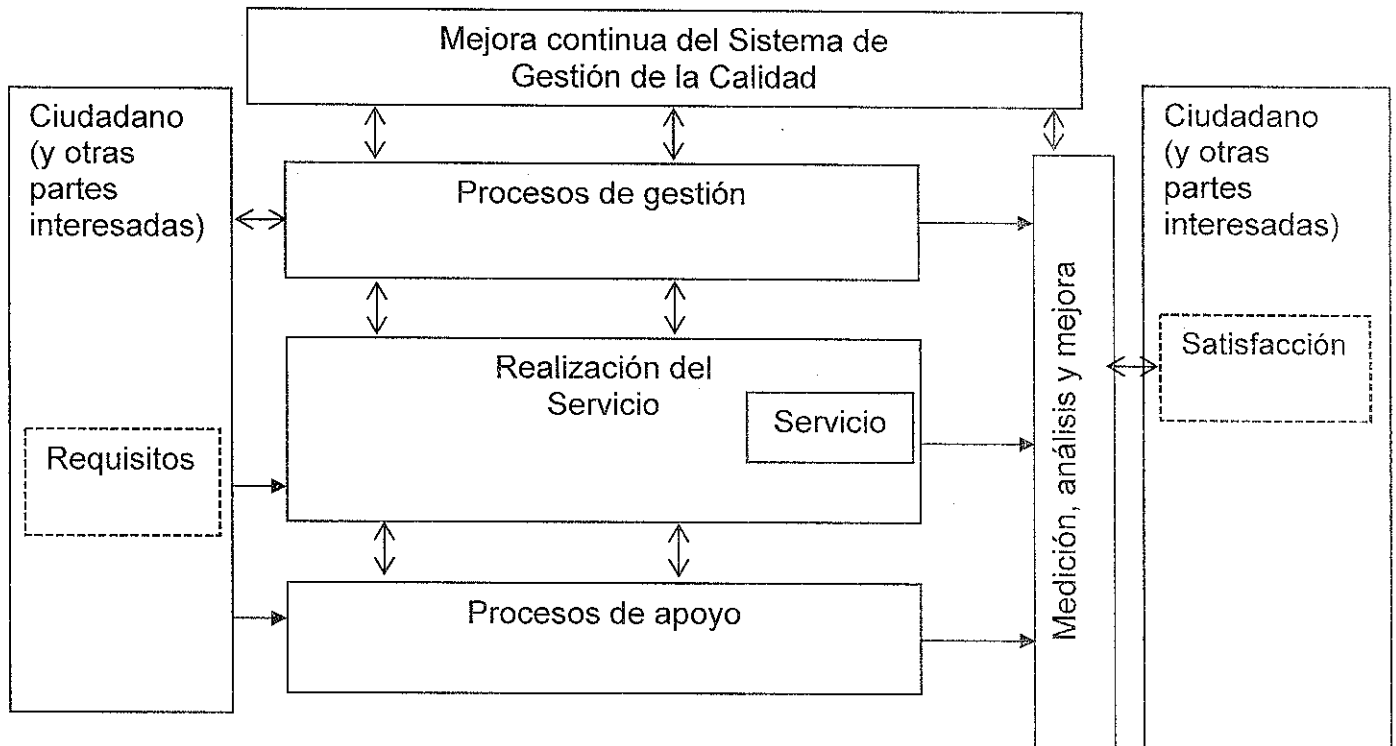 Mejora continua del Sistema de
Gestión de la Calidad
Ciudadano
(y otras
partes
interesadas)
Requisitos
Procesos de gestión
Realización del
Servicio
Servicio
Procesos de apoyo
Medición, análisis y mejora
Ciudadano
(y otras
partes
interesadas)
Satisfacción